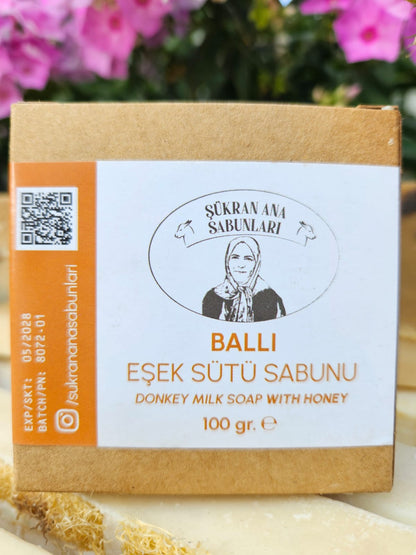 ŞÜKRAN ANA
SABUNLARI
BALLI
EŞEK SÜTÜ SABUNU
DONKEY MILK SOAP WITH HONEY
100 gr. ℮
EXP/SKT: 05/2028
BATCH/PN: 8072-01
/sukrananasabunlari